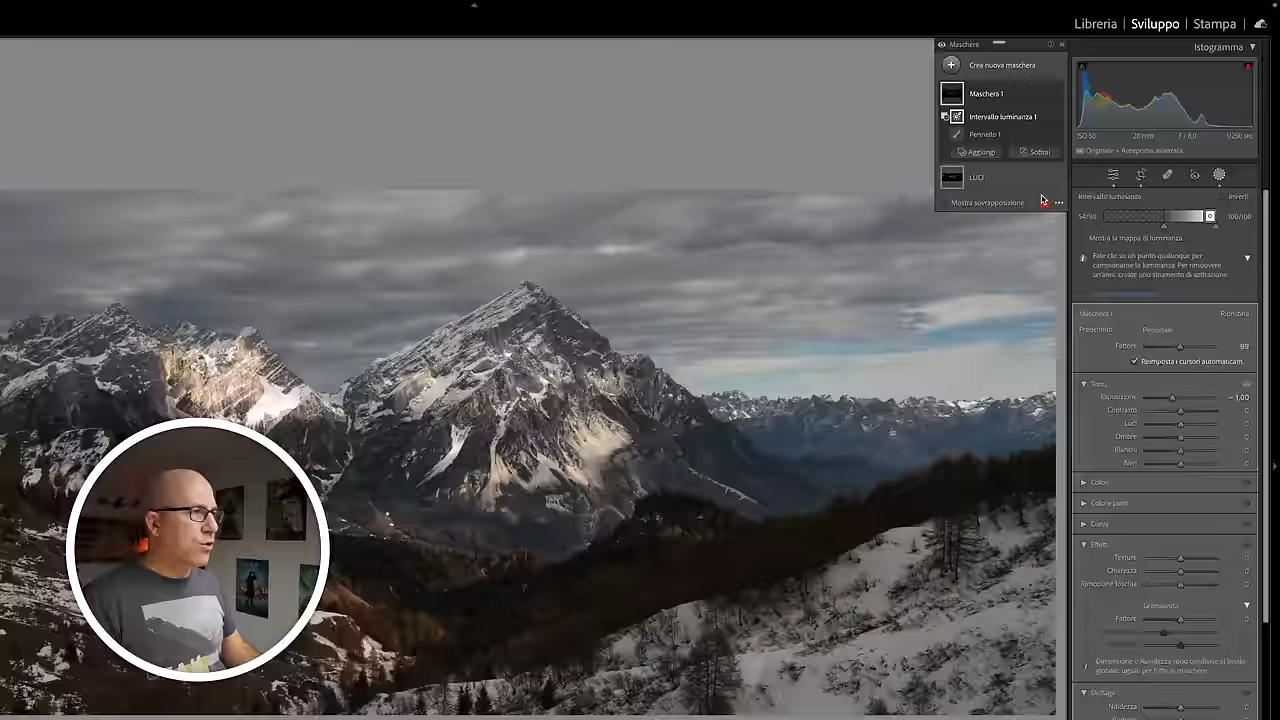 Libreria | Sviluppo | Stampa |
Maschere
Crea nuova maschera
Maschera 1
Intervallo luminanza 1
Pennello 1
Aggiungi Sottrai
LUCI
Mostra sovrapposizione
Istogramma
ISO 50 28 mm ƒ / 8,0 1/250 sec
Originale + Anteprima avanzata
Intervallo luminanza Inverti
54/90 100/100
Mostra la mappa di luminanza
Fate clic su un punto qualunque per
campionarne la luminanza. Per rimuovere
un'area, create uno strumento di sottrazione.
Maschera 1 Ripristina
Predefiniti: Personale
Fattore 99
Reimposta i cursori automaticam.
Tono
Esposizione – 1,00
Contrasto 0
Luci 0
Ombre 0
Bianchi 0
Neri 0
Colori
Colore punti
Curva
Effetti
Texture 0
Chiarezza 0
Rimozione foschia 0
Granulosità
Fattore 0
Dimensione e Ruvidezza sono condivise al livello
globale; uguali per tutte le maschere.
Dettagli
Nitidezza 0